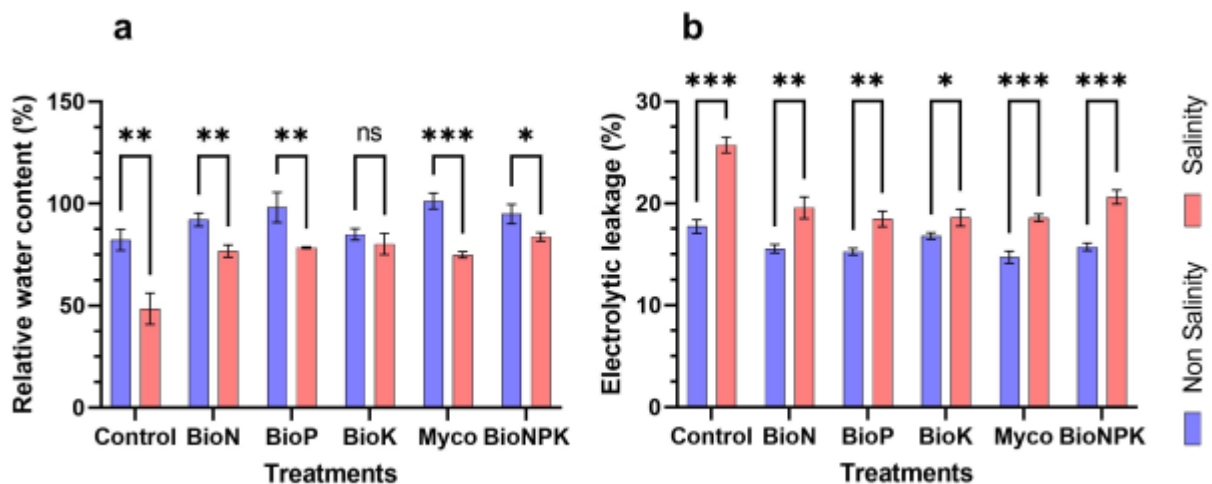 a
Relative water content (%)
150
100
50
0
**
**
**
ns
***
*
Control BioN BioP BioK Myco BioNPK
Treatments
b
Electrolytic leakage (%)
30
20
10
0
***
**
**
*
***
***
Control BioN BioP BioK Myco BioNPK
Treatments
Non Salinity
Salinity